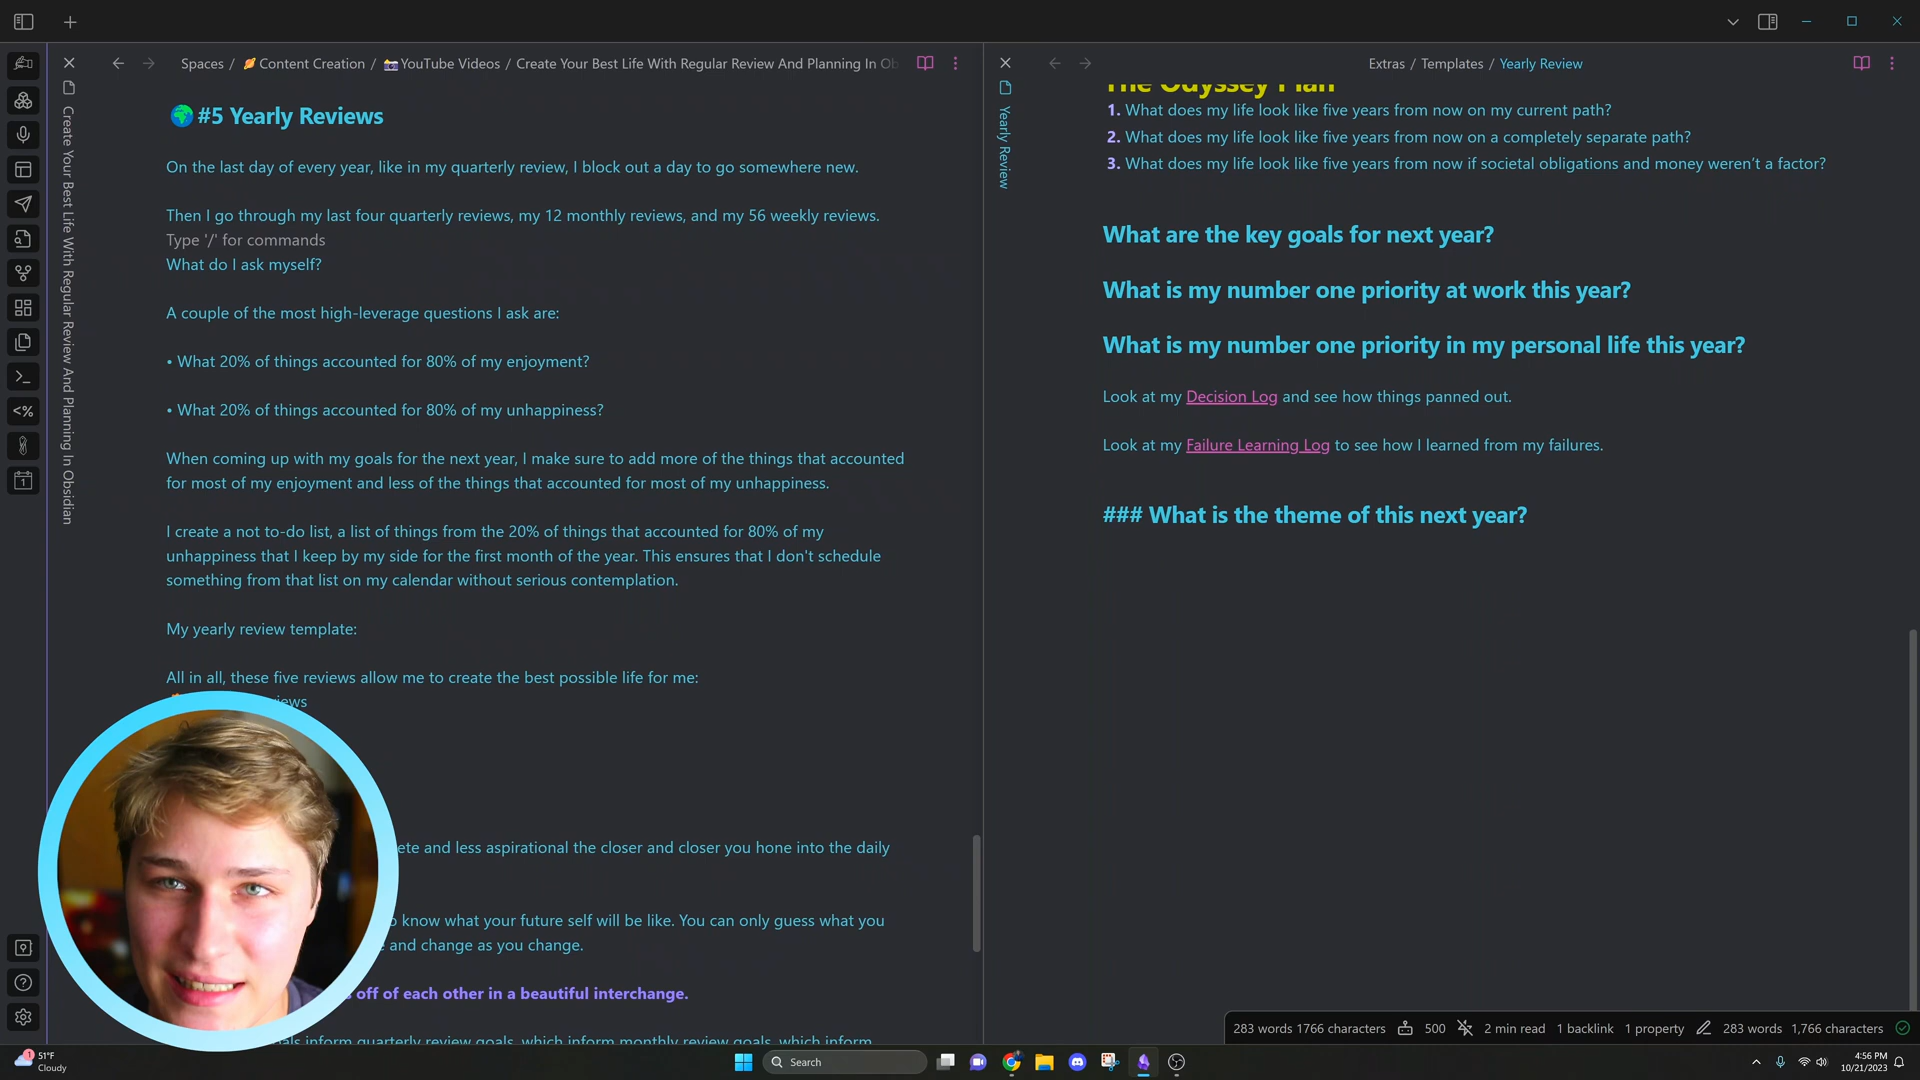 Spaces / 🪐 Content Creation / 📷 YouTube Videos / Create Your Best Life With Regular Review And Planning In Ob
Create Your Best Life With Regular Review And Planning In Obsidian
🌍 #5 Yearly Reviews
On the last day of every year, like in my quarterly review, I block out a day to go somewhere new.
Then I go through my last four quarterly reviews, my 12 monthly reviews, and my 56 weekly reviews.
Type '/' for commands
What do I ask myself?
A couple of the most high-leverage questions I ask are:
• What 20% of things accounted for 80% of my enjoyment?
• What 20% of things accounted for 80% of my unhappiness?
When coming up with my goals for the next year, I make sure to add more of the things that accounted
for most of my enjoyment and less of the things that accounted for most of my unhappiness.
I create a not to-do list, a list of things from the 20% of things that accounted for 80% of my
unhappiness that I keep by my side for the first month of the year. This ensures that I don't schedule
something from that list on my calendar without serious contemplation.
My yearly review template:
All in all, these five reviews allow me to create the best possible life for me:
ews
ete and less aspirational the closer and closer you hone into the daily
know what your future self will be like. You can only guess what you
and change as you change.
off of each other in a beautiful interchange.
als inform quarterly review goals, which inform monthly review goals, which inform
Extras / Templates / Yearly Review
Yearly Review
The Odyssey Plan
1. What does my life look like five years from now on my current path?
2. What does my life look like five years from now on a completely separate path?
3. What does my life look like five years from now if societal obligations and money weren't a factor?
What are the key goals for next year?
What is my number one priority at work this year?
What is my number one priority in my personal life this year?
Look at my Decision Log and see how things panned out.
Look at my Failure Learning Log to see how I learned from my failures.
### What is the theme of this next year?
283 words 1766 characters 500 2 min read 1 backlink 1 property 283 words 1,766 characters
1
51°F
Cloudy
Search
4:56 PM
10/21/2023